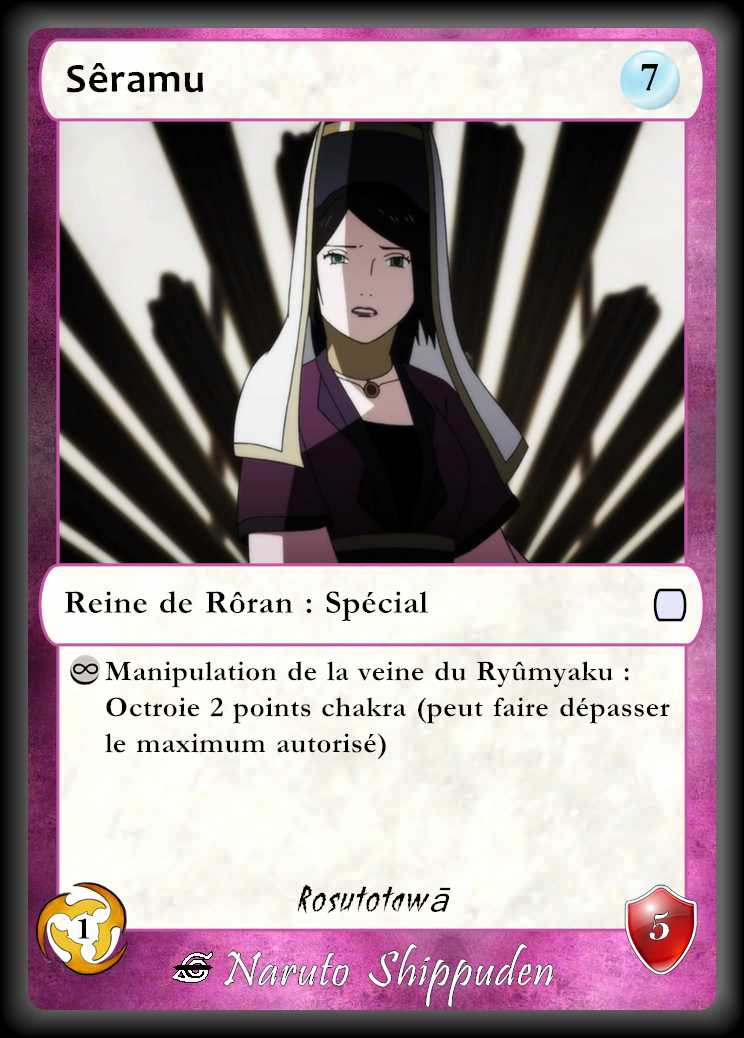 Sêramu
7
Reine de Rôran : Spécial
∞ Manipulation de la veine du Ryûmyaku :
Octroie 2 points chakra (peut faire dépasser
le maximum autorisé)
Rosutotawā
1
5
Naruto Shippuden